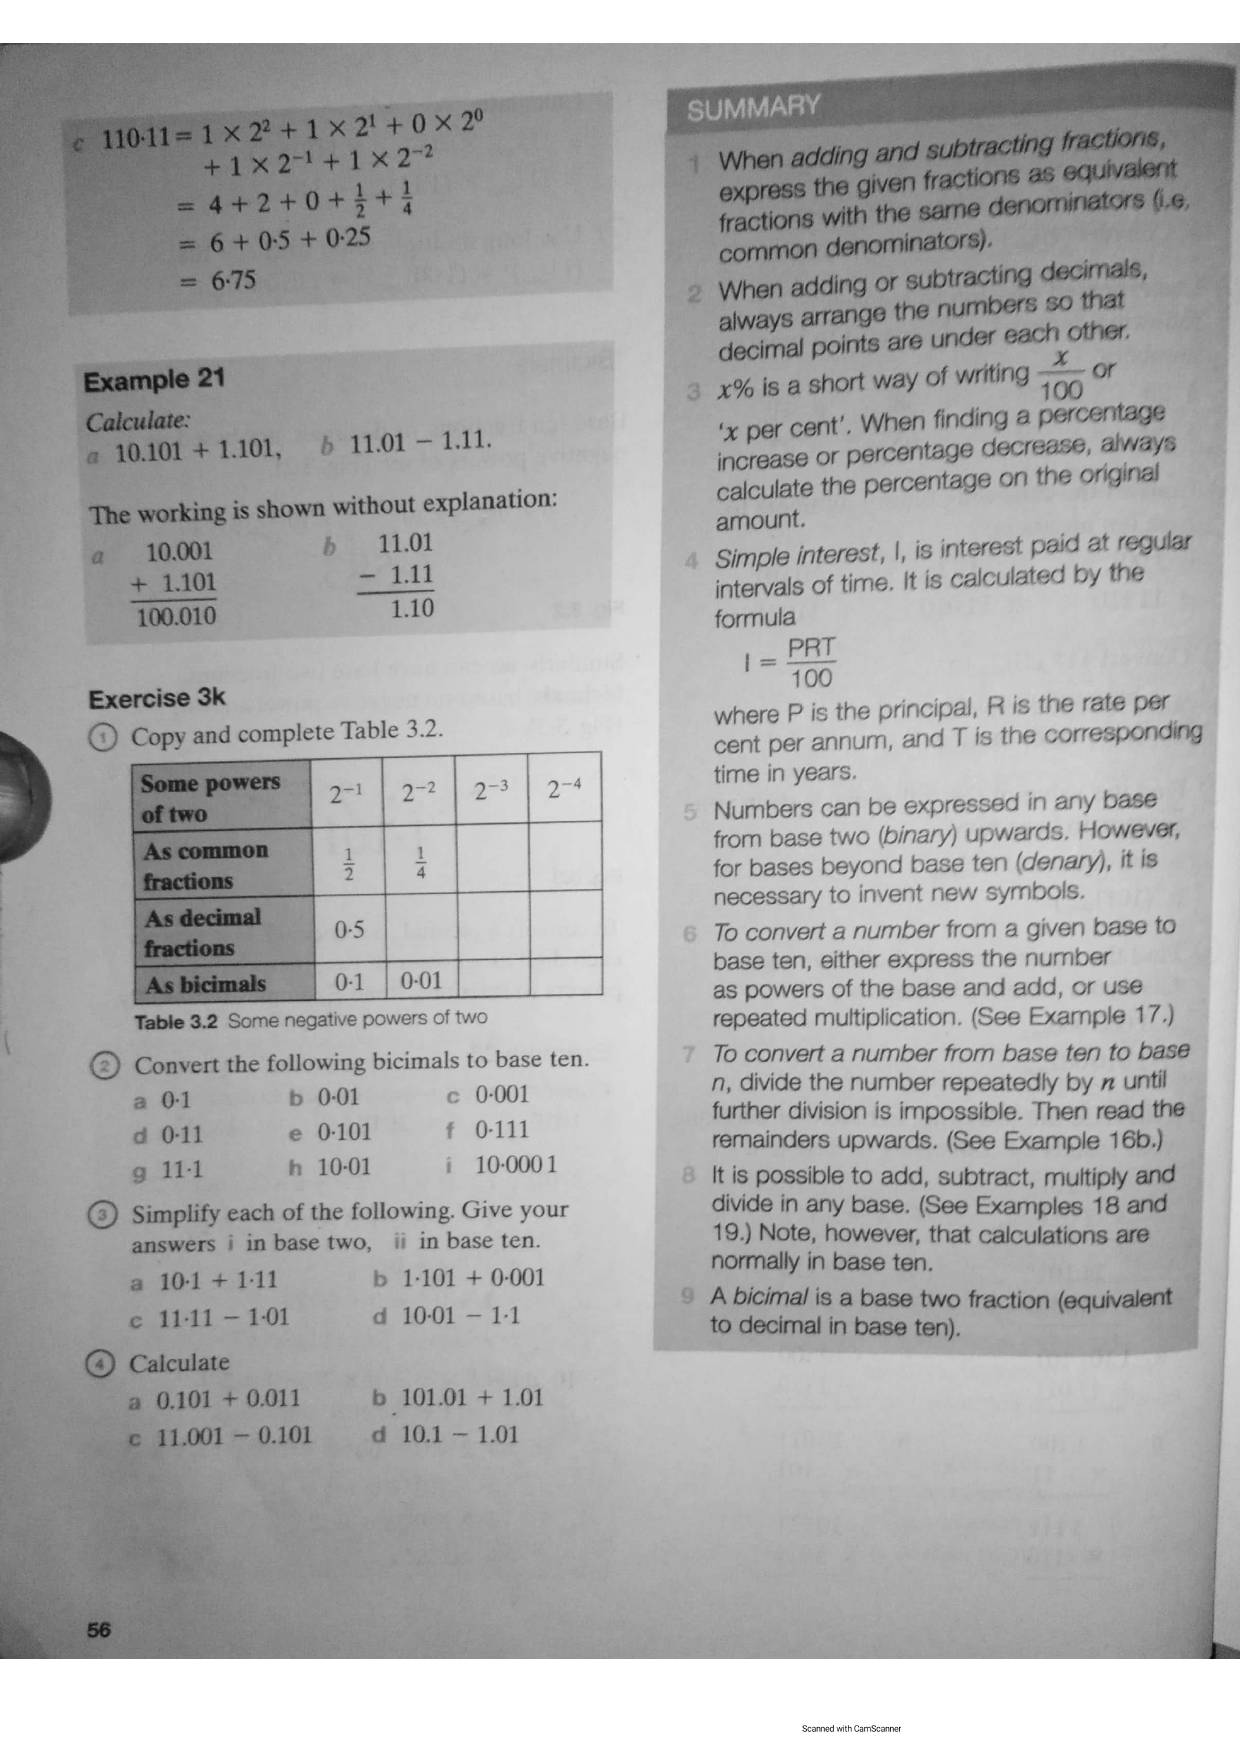 c 110·11 = 1 × 2² + 1 × 2¹ + 0 × 2⁰
+ 1 × 2⁻¹ + 1 × 2⁻²
= 4 + 2 + 0 + 1/2 + 1/4
= 6 + 0·5 + 0·25
= 6·75
Example 21
Calculate:
a 10.101 + 1.101, b 11.01 − 1.11.
The working is shown without explanation:
a 10.001 b 11.01
+ 1.101 − 1.11
100.010 1.10
Exercise 3k
1 Copy and complete Table 3.2.
Some powers of two 2⁻¹ 2⁻² 2⁻³ 2⁻⁴
As common fractions 1/2 1/4
As decimal fractions 0·5
As bicimals 0·1 0·01
Table 3.2 Some negative powers of two
2 Convert the following bicimals to base ten.
a 0·1 b 0·01 c 0·001
d 0·11 e 0·101 f 0·111
g 11·1 h 10·01 i 10·0001
3 Simplify each of the following. Give your
answers i in base two, ii in base ten.
a 10·1 + 1·11 b 1·101 + 0·001
c 11·11 − 1·01 d 10·01 − 1·1
4 Calculate
a 0.101 + 0.011 b 101.01 + 1.01
c 11.001 − 0.101 d 10.1 − 1.01
56
SUMMARY
1 When adding and subtracting fractions,
express the given fractions as equivalent
fractions with the same denominators (i.e.
common denominators).
2 When adding or subtracting decimals,
always arrange the numbers so that
decimal points are under each other.
3 x% is a short way of writing x/100 or
'x per cent'. When finding a percentage
increase or percentage decrease, always
calculate the percentage on the original
amount.
4 Simple interest, I, is interest paid at regular
intervals of time. It is calculated by the
formula
I = PRT/100
where P is the principal, R is the rate per
cent per annum, and T is the corresponding
time in years.
5 Numbers can be expressed in any base
from base two (binary) upwards. However,
for bases beyond base ten (denary), it is
necessary to invent new symbols.
6 To convert a number from a given base to
base ten, either express the number
as powers of the base and add, or use
repeated multiplication. (See Example 17.)
7 To convert a number from base ten to base
n, divide the number repeatedly by n until
further division is impossible. Then read the
remainders upwards. (See Example 16b.)
8 It is possible to add, subtract, multiply and
divide in any base. (See Examples 18 and
19.) Note, however, that calculations are
normally in base ten.
9 A bicimal is a base two fraction (equivalent
to decimal in base ten).
Scanned with CamScanner